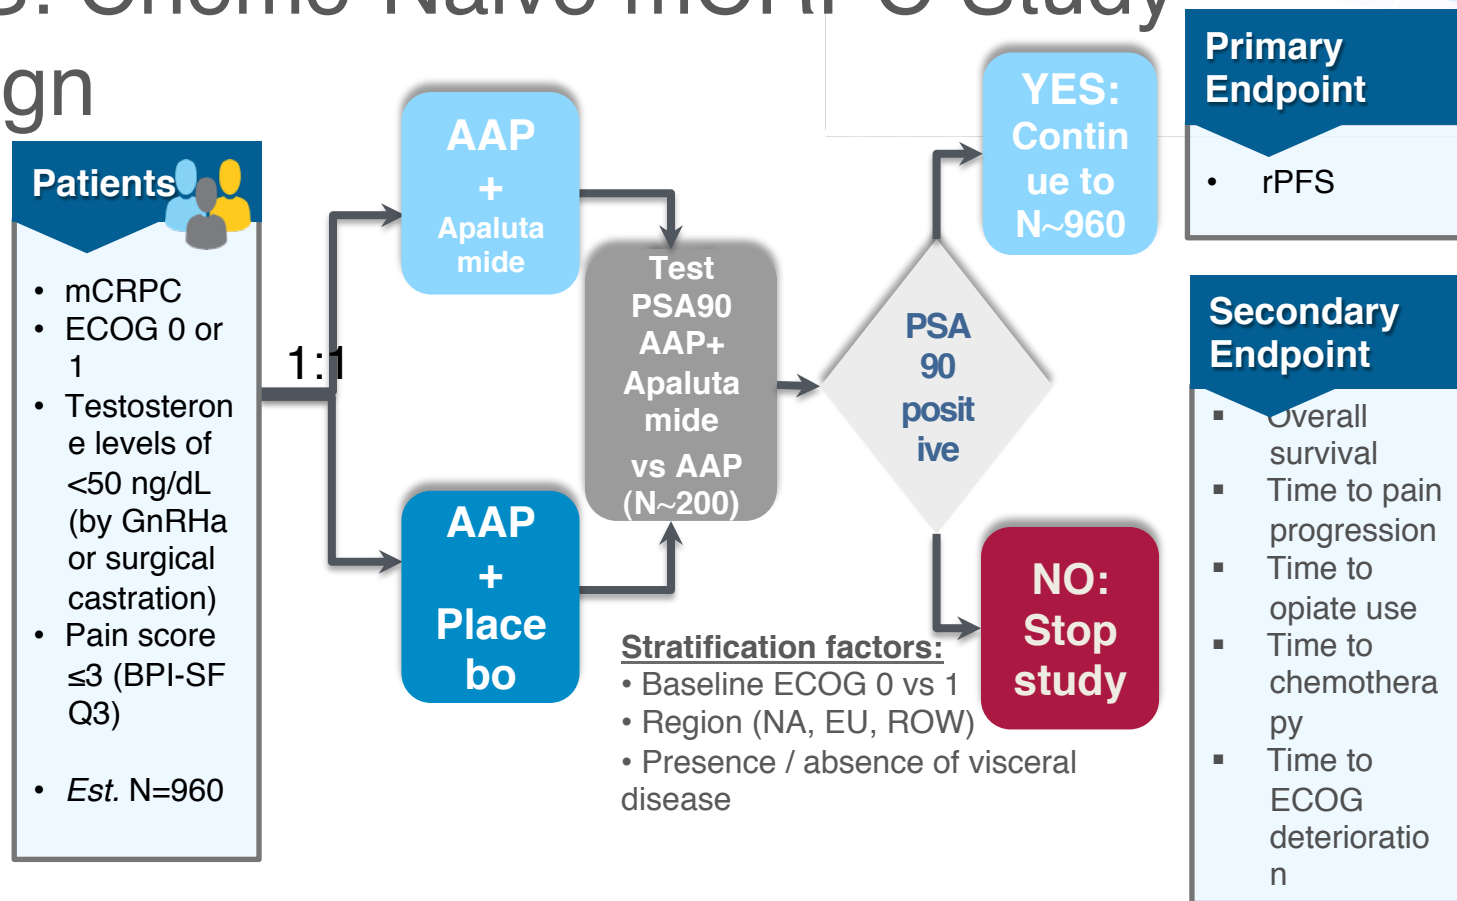 S: Chemo-Naive mCRPC Study
gn
Patients
• mCRPC
• ECOG 0 or
1
• Testosteron
e levels of
<50 ng/dL
(by GnRHa
or surgical
castration)
• Pain score
≤3 (BPI-SF
Q3)
• Est. N=960
1:1
AAP
+
Apaluta
mide
AAP
+
Place
bo
Test
PSA90
AAP+
Apaluta
mide
vs AAP
(N~200)
PSA
90
posit
ive
YES:
Contin
ue to
N~960
NO:
Stop
study
Stratification factors:
• Baseline ECOG 0 vs 1
• Region (NA, EU, ROW)
• Presence / absence of visceral
disease
Primary
Endpoint
• rPFS
Secondary
Endpoint
▪ Overall
survival
▪ Time to pain
progression
▪ Time to
opiate use
▪ Time to
chemothera
py
▪ Time to
ECOG
deterioratio
n